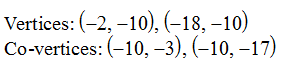 Vertices: (−2, −10), (−18, −10)
Co-vertices: (−10, −3), (−10, −17)